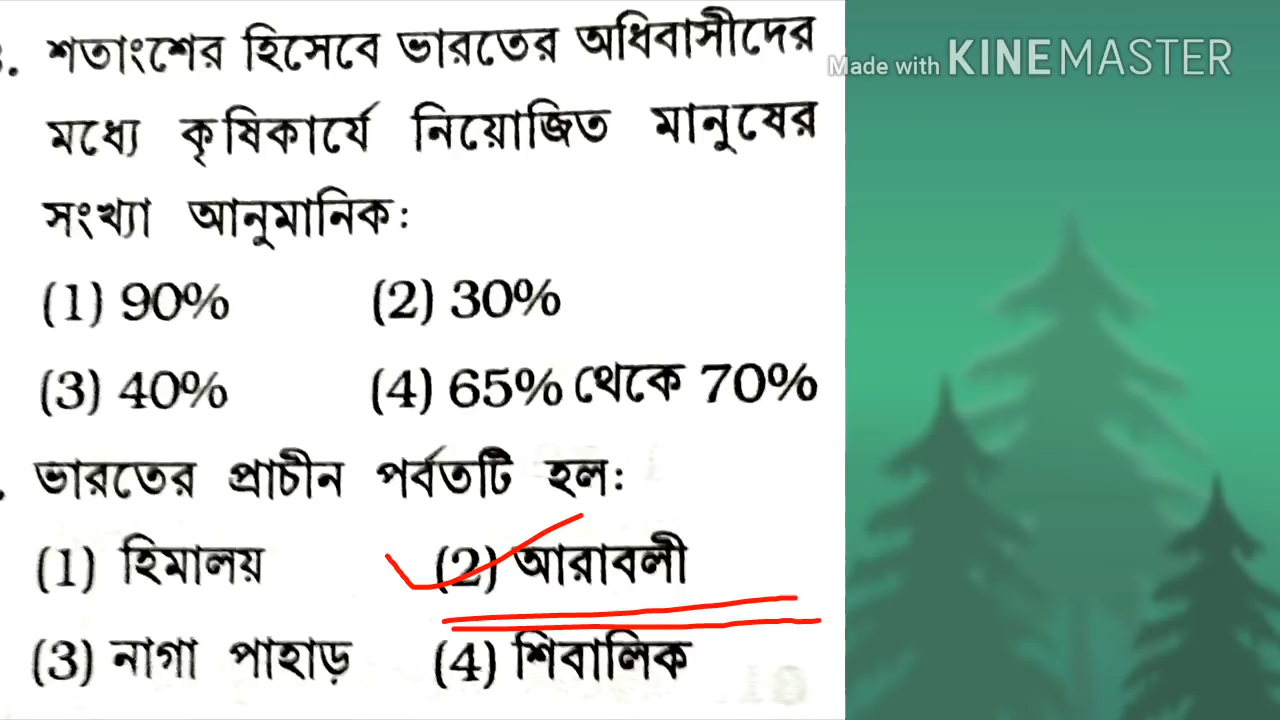 . শতাংশের হিসেবে ভারতের অধিবাসীদের
মধ্যে কৃষিকার্যে নিয়োজিত মানুষের
সংখ্যা আনুমানিক:
(1) 90% (2) 30%
(3) 40% (4) 65% থেকে 70%
. ভারতের প্রাচীন পর্বতটি হল:
(1) হিমালয় (2) আরাবলী
(3) নাগা পাহাড় (4) শিবালিক
Made with KINEMASTER